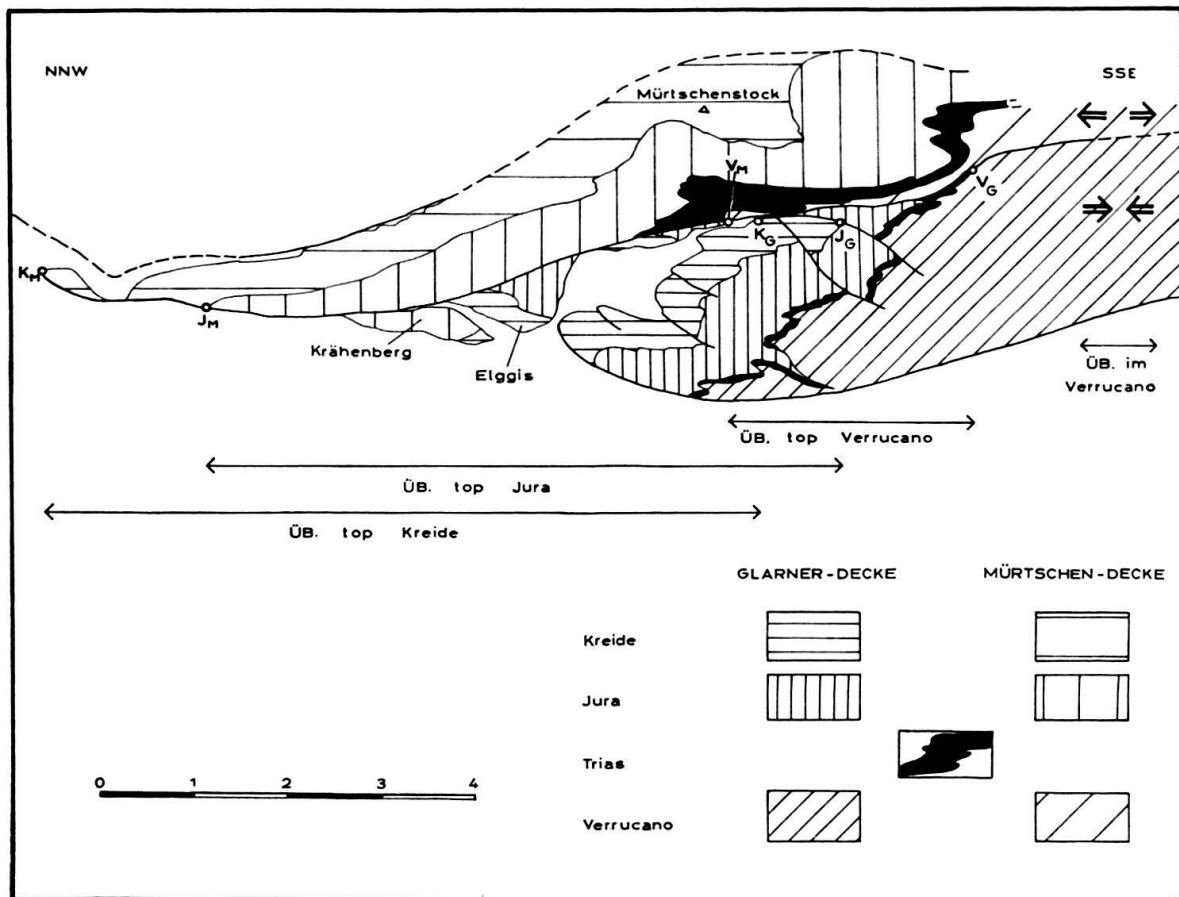 NNW
SSE
Mürtschenstock
V_M
V_G
K_G
J_G
K_M
J_M
Krähenberg
Elggis
ÜB. im
Verrucano
ÜB. top Verrucano
ÜB. top Jura
ÜB. top Kreide
GLARNER-DECKE MÜRTSCHEN-DECKE
Kreide
Jura
Trias
Verrucano
0 1 2 3 4